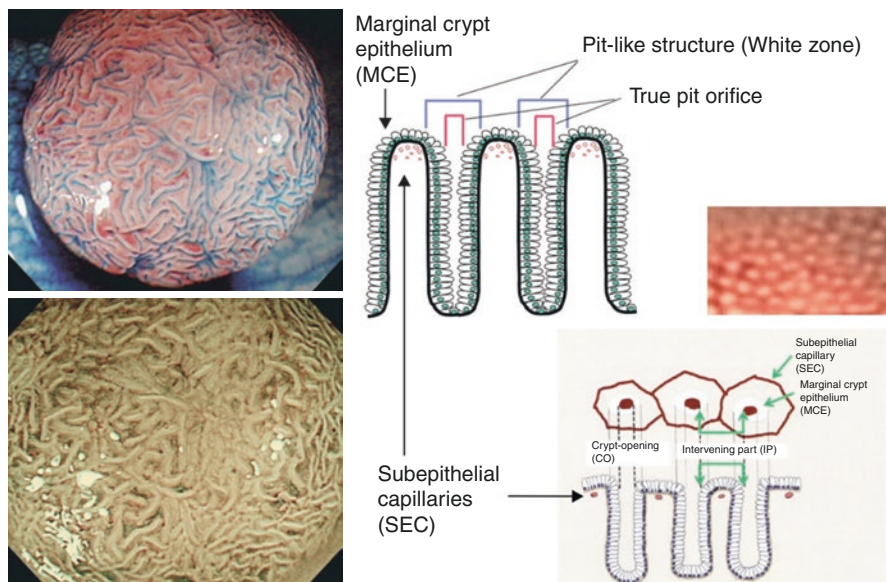 Marginal crypt
epithelium
(MCE)
Pit-like structure (White zone)
True pit orifice
Subepithelial
capillary
(SEC)
Marginal crypt
epithelium
(MCE)
Crypt-opening
(CO)
Intervening part (IP)
Subepithelial
capillaries
(SEC)